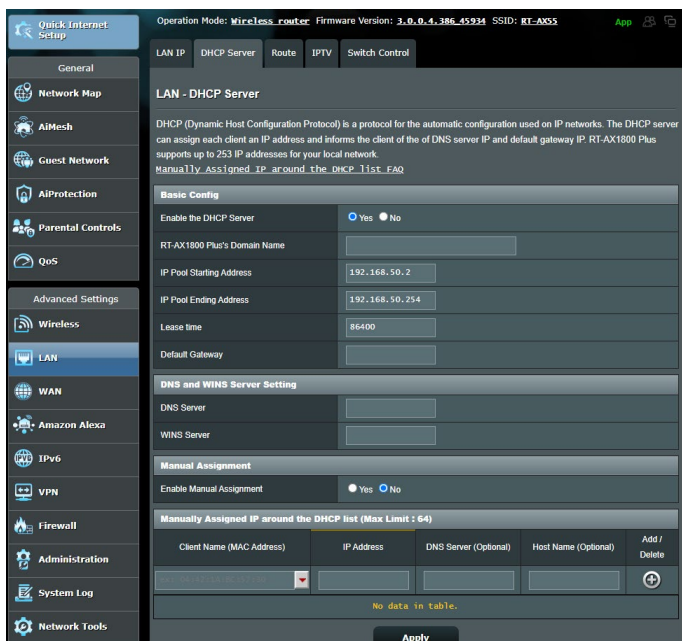 Quick Internet
Setup
Operation Mode: Wireless router Firmware Version: 3.0.0.4.386_45934 SSID: RT-AX55
App
LAN IP DHCP Server Route IPTV Switch Control
General
Network Map
AiMesh
Guest Network
AiProtection
Parental Controls
QoS
Advanced Settings
Wireless
LAN
WAN
Amazon Alexa
IPv6
VPN
Firewall
Administration
System Log
Network Tools
LAN - DHCP Server
DHCP (Dynamic Host Configuration Protocol) is a protocol for the automatic configuration used on IP networks. The DHCP server
can assign each client an IP address and informs the client of the of DNS server IP and default gateway IP. RT-AX1800 Plus
supports up to 253 IP addresses for your local network.
Manually Assigned IP around the DHCP list FAQ
Basic Config
Enable the DHCP Server Yes No
RT-AX1800 Plus's Domain Name
IP Pool Starting Address 192.168.50.2
IP Pool Ending Address 192.168.50.254
Lease time 86400
Default Gateway
DNS and WINS Server Setting
DNS Server
WINS Server
Manual Assignment
Enable Manual Assignment Yes No
Manually Assigned IP around the DHCP list (Max Limit : 64)
Client Name (MAC Address) IP Address DNS Server (Optional) Host Name (Optional) Add /
Delete
No data in table.
Apply